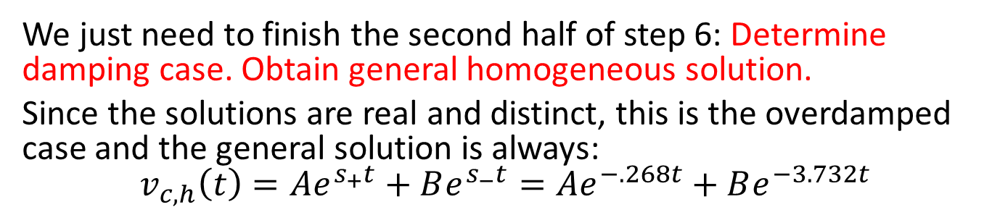 We just need to finish the second half of step 6: Determine
damping case. Obtain general homogeneous solution.
Since the solutions are real and distinct, this is the overdamped
case and the general solution is always:
𝑣_{𝑐,ℎ}(𝑡) = 𝐴𝑒^{𝑠₊𝑡} + 𝐵𝑒^{𝑠₋𝑡} = 𝐴𝑒^{−.268𝑡} + 𝐵𝑒^{−3.732𝑡}